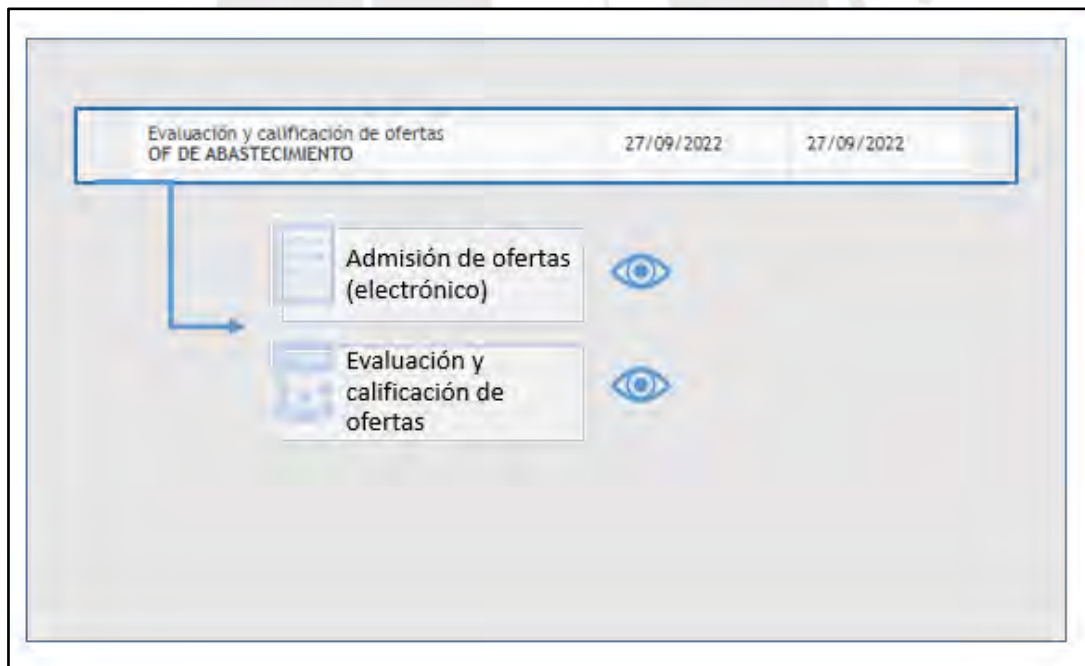 Evaluación y calificación de ofertas
OF DE ABASTECIMIENTO
27/09/2022
27/09/2022
Admisión de ofertas
(electrónico)
Evaluación y
calificación de
ofertas